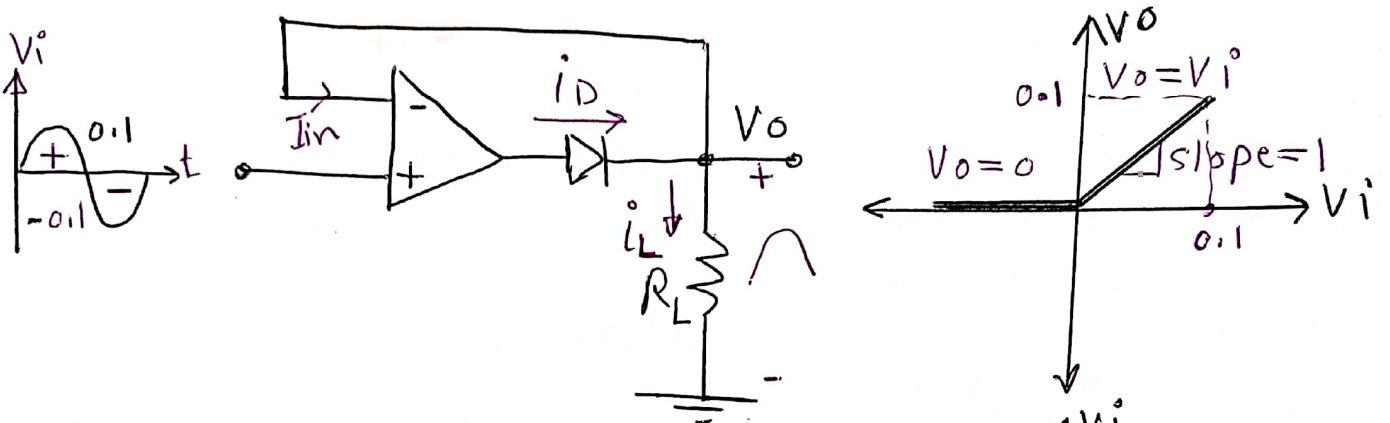 Vi
0.1
+
t
-
-0.1
Iin
-
+
iD
Vo
+
iL
RL
-
Vo
0.1
Vo=Vi
Vo=0
slope=1
Vi
0.1